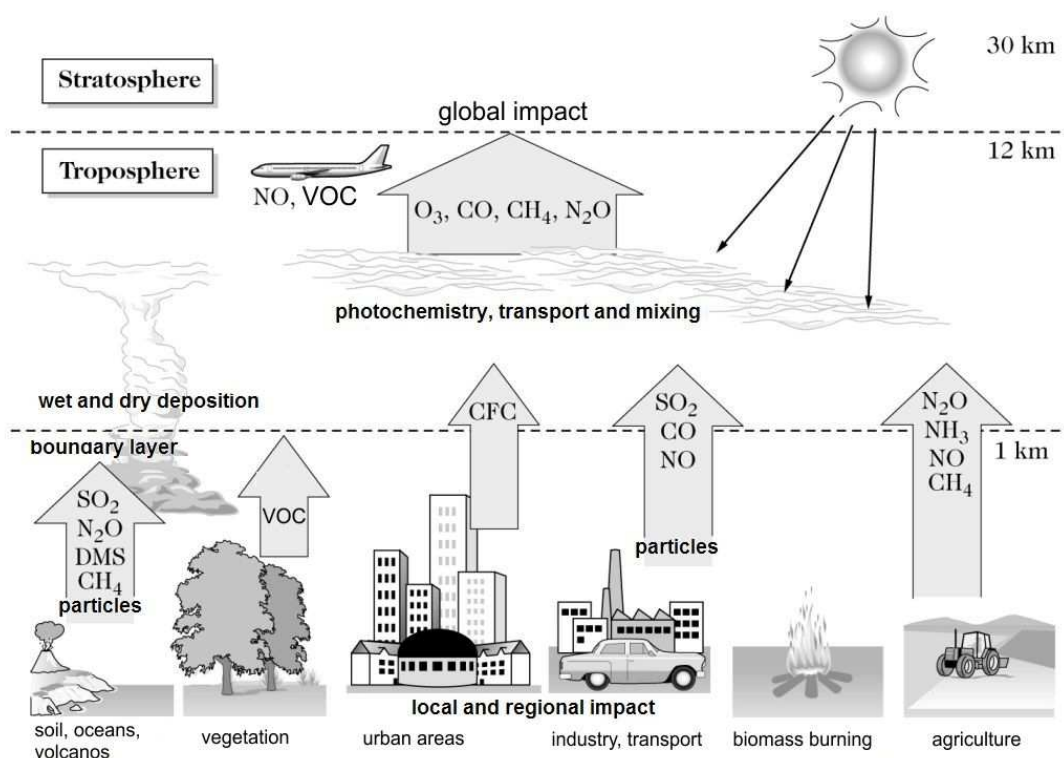 30 km
Stratosphere
global impact
12 km
Troposphere
NO, VOC
O₃, CO, CH₄, N₂O
photochemistry, transport and mixing
wet and dry deposition
CFC
SO₂
CO
NO
particles
N₂O
NH₃
NO
CH₄
1 km
boundary layer
SO₂
N₂O
DMS
CH₄
particles
VOC
local and regional impact
soil, oceans,
volcanos
vegetation
urban areas
industry, transport
biomass burning
agriculture